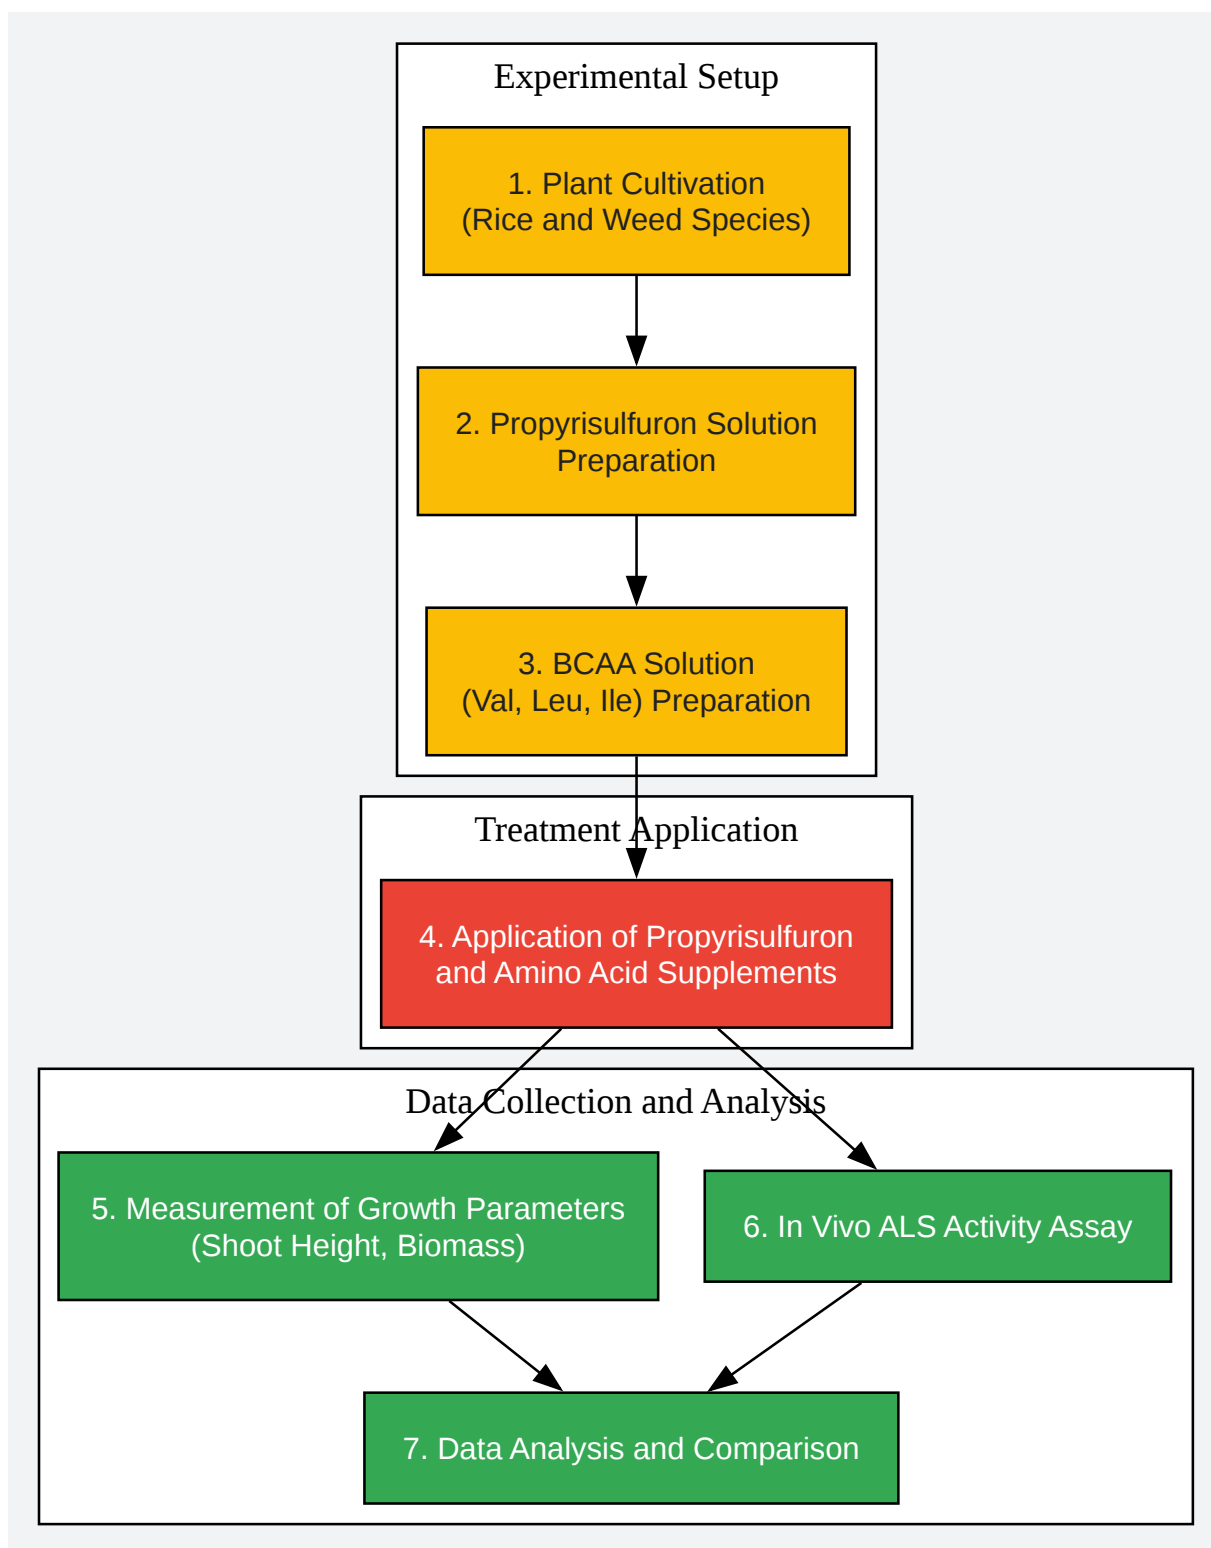 Experimental Setup
1. Plant Cultivation
(Rice and Weed Species)
2. Propyrisulfuron Solution
Preparation
3. BCAA Solution
(Val, Leu, Ile) Preparation
Treatment Application
4. Application of Propyrisulfuron
and Amino Acid Supplements
Data Collection and Analysis
5. Measurement of Growth Parameters
(Shoot Height, Biomass)
6. In Vivo ALS Activity Assay
7. Data Analysis and Comparison